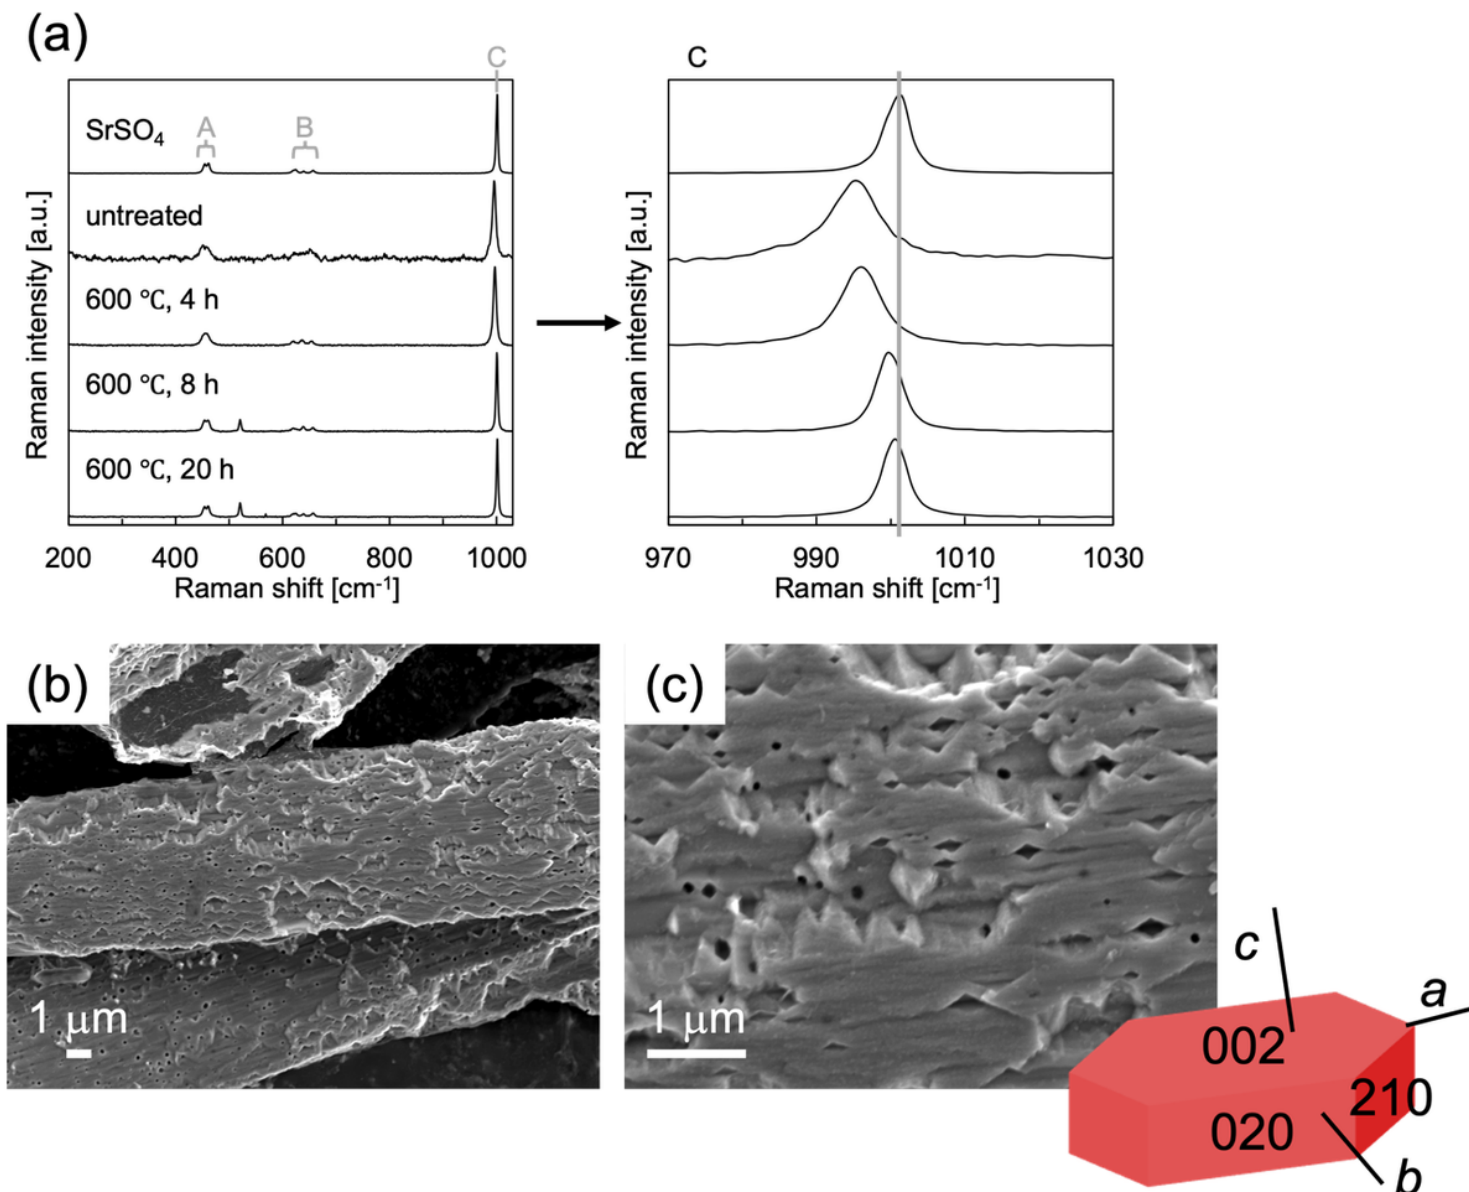 (a)
C
SrSO₄
A
B
untreated
600 ℃, 4 h
600 ℃, 8 h
600 ℃, 20 h
Raman intensity [a.u.]
200 400 600 800 1000
Raman shift [cm⁻¹]
C
Raman intensity [a.u.]
970 990 1010 1030
Raman shift [cm⁻¹]
(b)
1 μm
(c)
1 μm
c
a
b
002
210
020